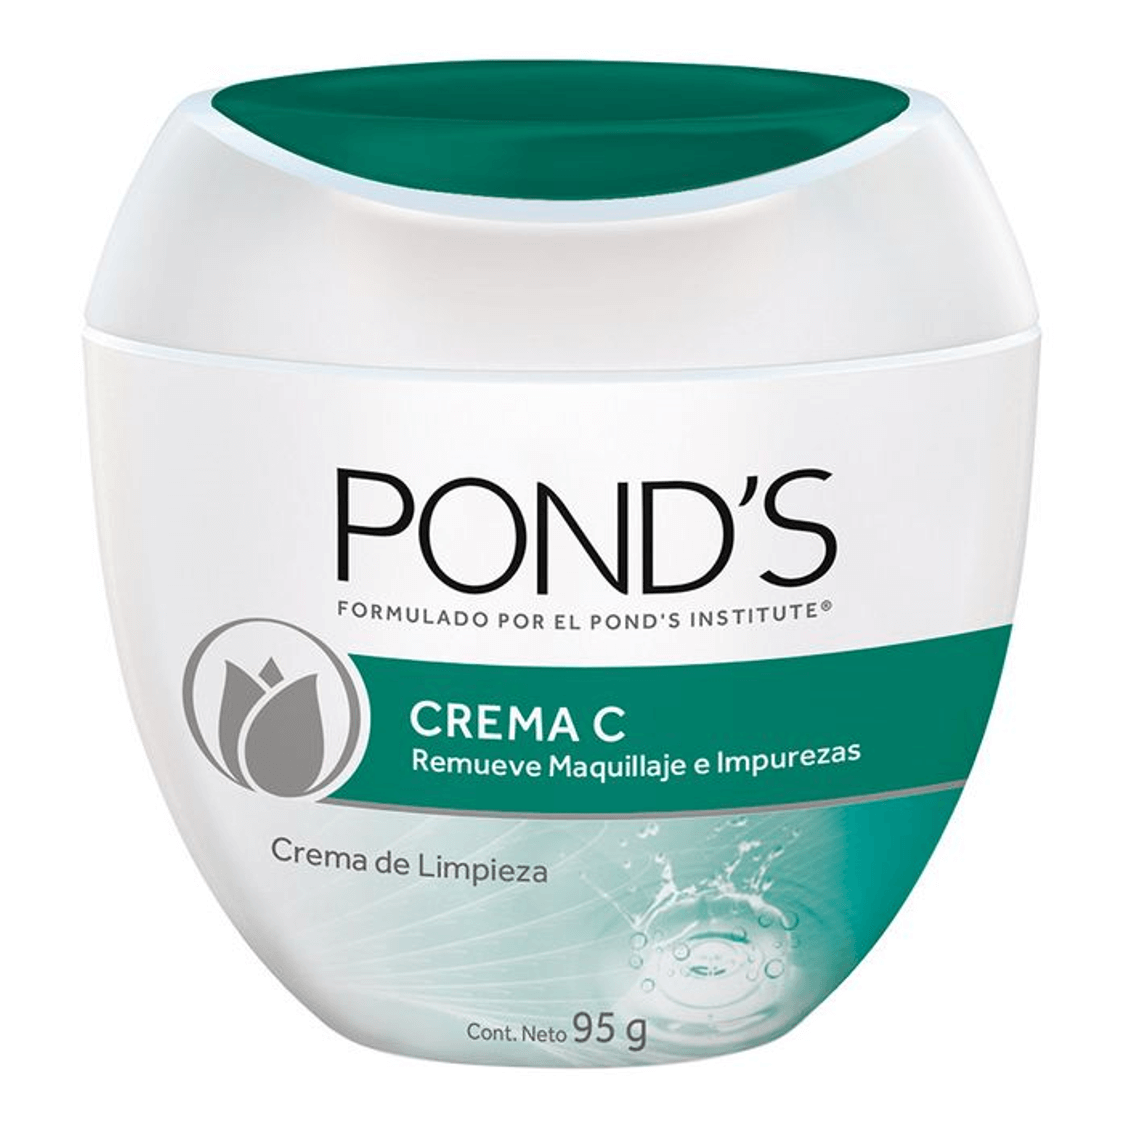 POND'S
FORMULADO POR EL POND'S INSTITUTE®
CREMA C
Remueve Maquillaje e Impurezas
Crema de Limpieza
Cont. Neto 95 g